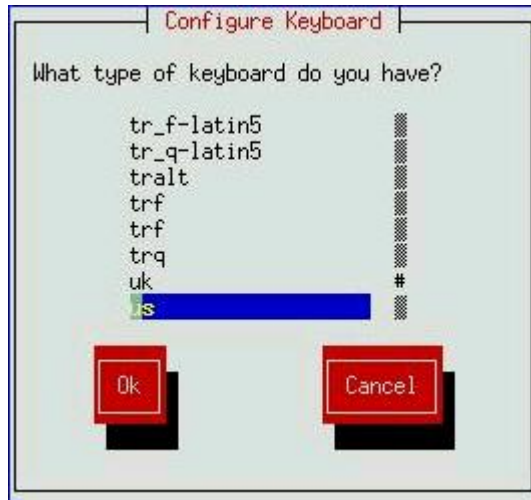 Configure Keyboard
What type of keyboard do you have?
tr_f-latin5
tr_q-latin5
tralt
trf
trf
trq
uk
#
us
Ok
Cancel